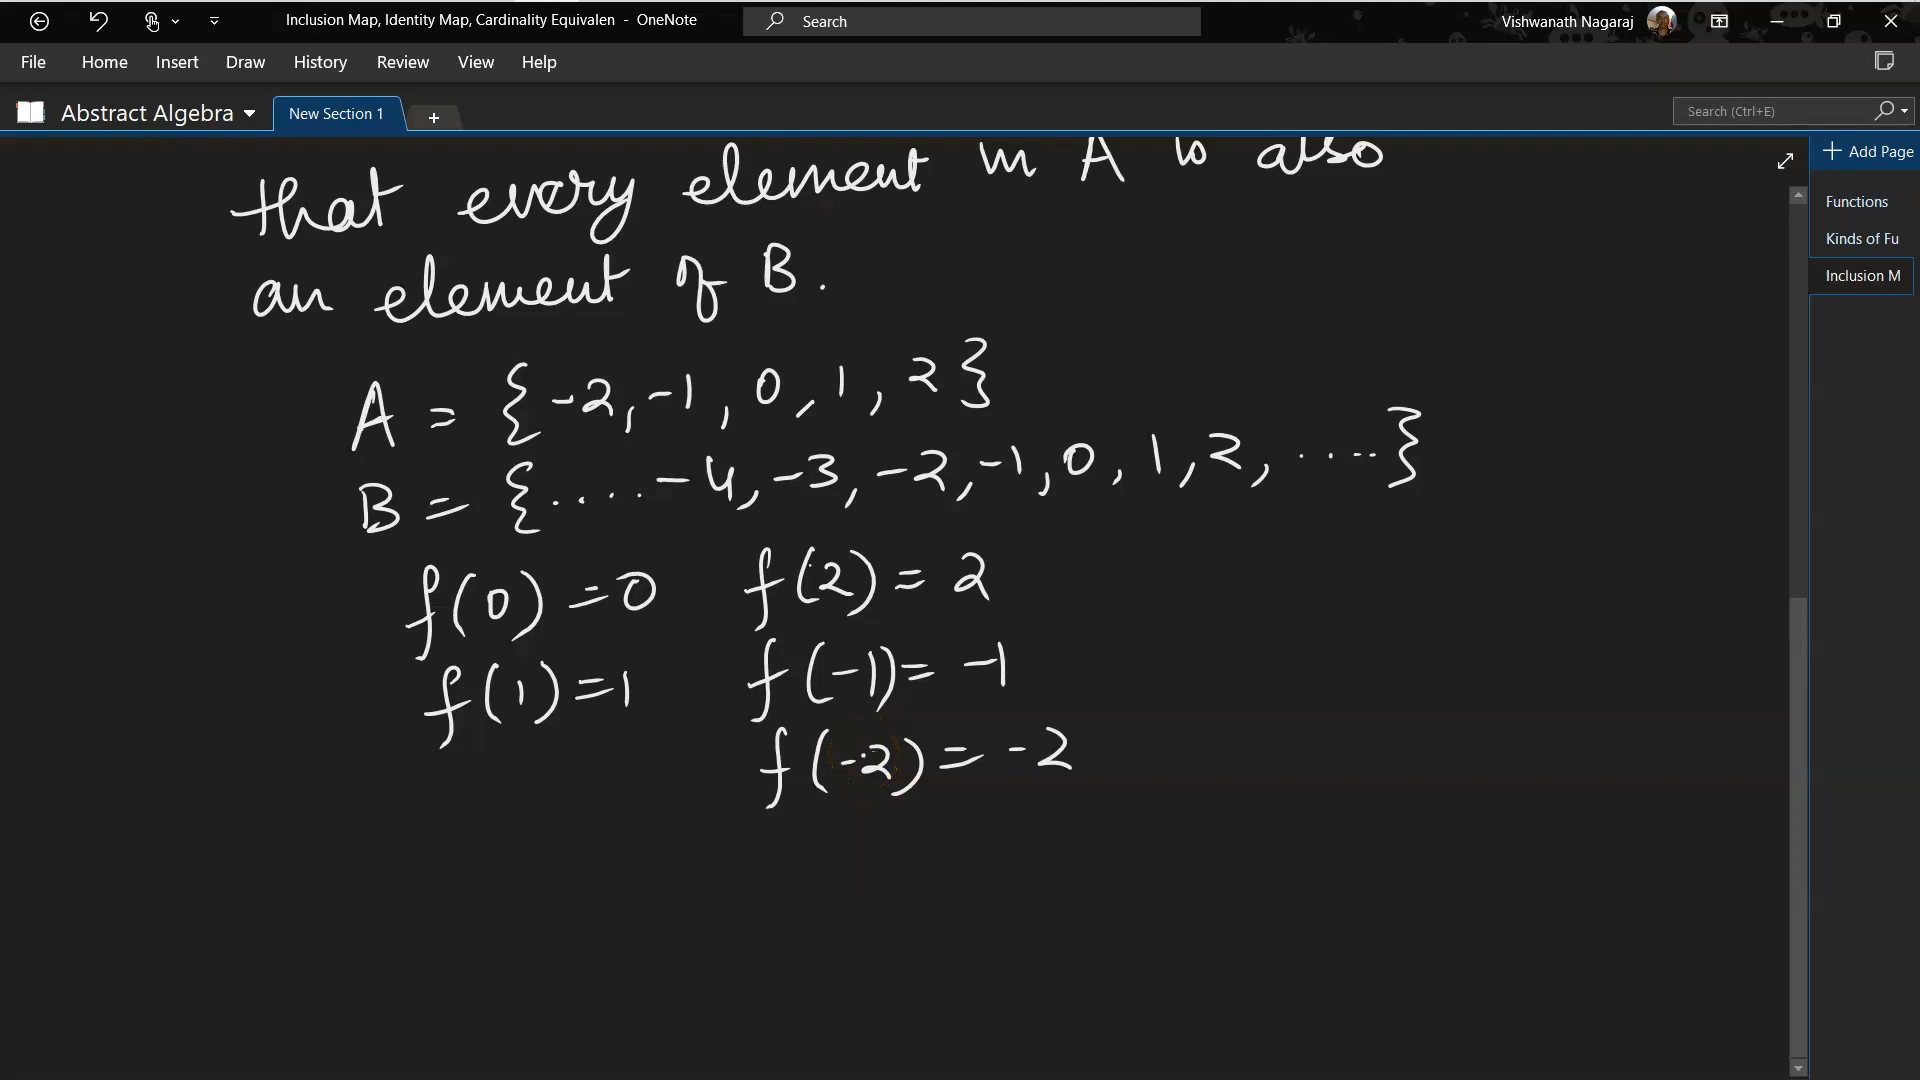 Inclusion Map, Identity Map, Cardinality Equivalen - OneNote
Search
Vishwanath Nagaraj
File Home Insert Draw History Review View Help
Abstract Algebra
New Section 1
+
Search (Ctrl+E)
+ Add Page
Functions
Kinds of Fu
Inclusion M
that every element in A is also
an element of B.
A = {-2, -1, 0, 1, 2}
B = {.....-4, -3, -2, -1, 0, 1, 2, .....}
f(0) = 0 f(2) = 2
f(1) = 1 f(-1) = -1
f(-2) = -2